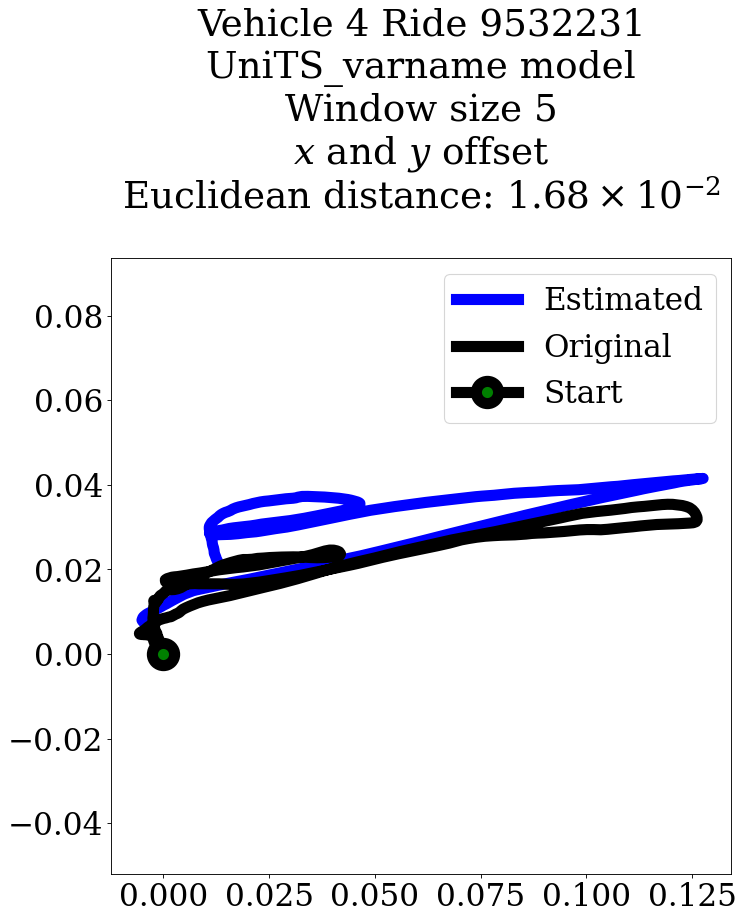 Vehicle 4 Ride 9532231
UniTS_varname model
Window size 5
x and y offset
Euclidean distance: 1.68 × 10⁻²
Estimated
Original
Start
0.08
0.06
0.04
0.02
0.00
−0.02
−0.04
0.000 0.025 0.050 0.075 0.100 0.125